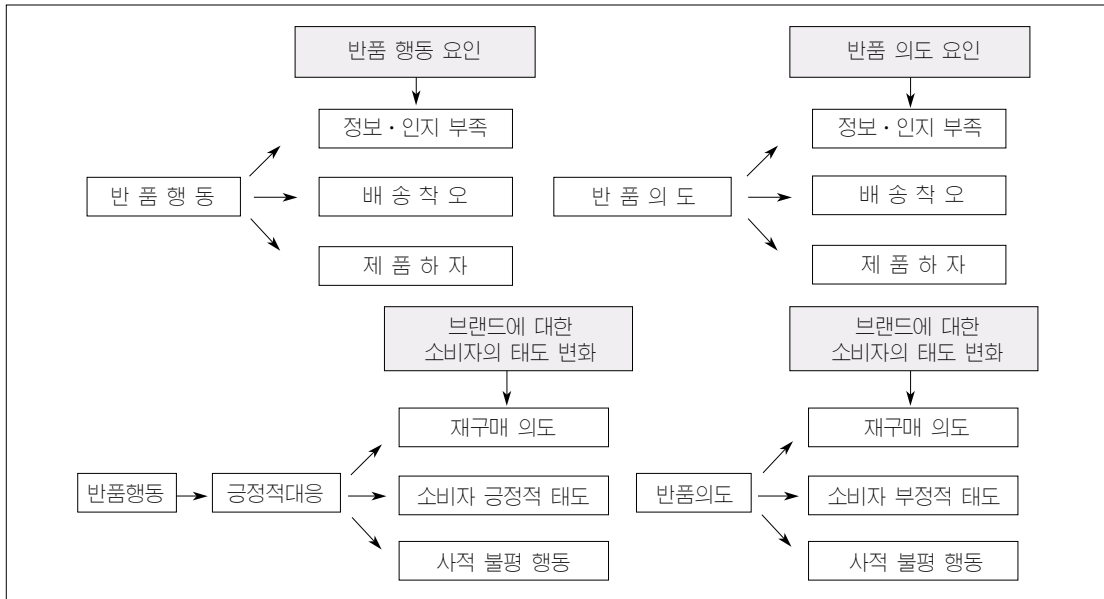 반품 행동 요인
반품 의도 요인
정보·인지 부족
정보·인지 부족
반 품 행 동
배 송 착 오
반 품 의 도
배 송 착 오
제 품 하 자
제 품 하 자
브랜드에 대한
소비자의 태도 변화
브랜드에 대한
소비자의 태도 변화
재구매 의도
재구매 의도
반품행동
긍정적대응
소비자 긍정적 태도
반품의도
소비자 부정적 태도
사적 불평 행동
사적 불평 행동